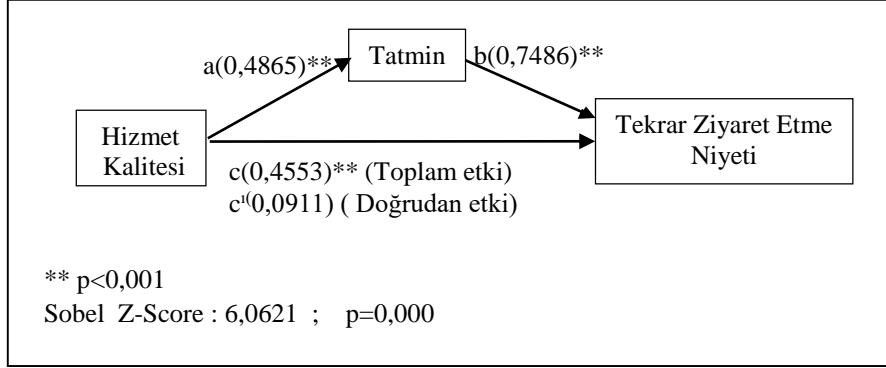 Tatmin
a(0,4865)**
b(0,7486)**
Hizmet
Kalitesi
Tekrar Ziyaret Etme
Niyeti
c(0,4553)** (Toplam etki)
c¹⁽0,0911) ( Doğrudan etki)
** p<0,001
Sobel Z-Score : 6,0621 ; p=0,000